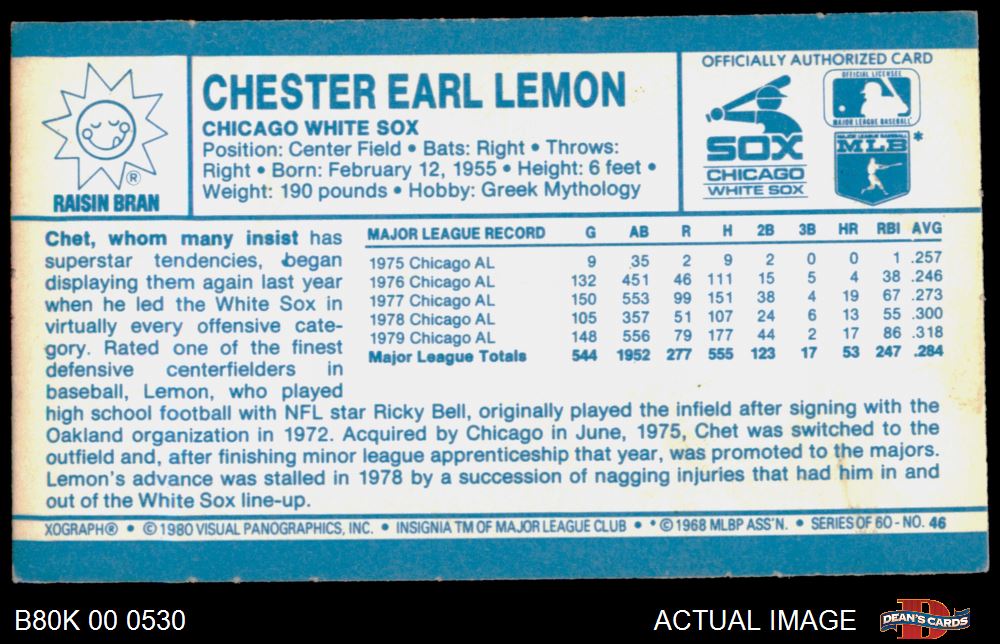 CHESTER EARL LEMON
CHICAGO WHITE SOX
Position: Center Field • Bats: Right • Throws:
Right • Born: February 12, 1955 • Height: 6 feet •
Weight: 190 pounds • Hobby: Greek Mythology
®
RAISIN BRAN
OFFICIALLY AUTHORIZED CARD
SOX
CHICAGO
WHITE SOX
OFFICIAL LICENSEE
MAJOR LEAGUE BASEBALL
MAJOR LEAGUE BASEBALL
MLB *
Chet, whom many insist has
superstar tendencies, began
displaying them again last year
when he led the White Sox in
virtually every offensive cate-
gory. Rated one of the finest
defensive centerfielders in
baseball, Lemon, who played
high school football with NFL star Ricky Bell, originally played the infield after signing with the
Oakland organization in 1972. Acquired by Chicago in June, 1975, Chet was switched to the
outfield and, after finishing minor league apprenticeship that year, was promoted to the majors.
Lemon's advance was stalled in 1978 by a succession of nagging injuries that had him in and
out of the White Sox line-up.
MAJOR LEAGUE RECORD G AB R H 2B 3B HR RBI AVG
1975 Chicago AL 9 35 2 9 2 0 0 1 .257
1976 Chicago AL 132 451 46 111 15 5 4 38 .246
1977 Chicago AL 150 553 99 151 38 4 19 67 .273
1978 Chicago AL 105 357 51 107 24 6 13 55 .300
1979 Chicago AL 148 556 79 177 44 2 17 86 .318
Major League Totals 544 1952 277 555 123 17 53 247 .284
XOGRAPH® • ©1980 VISUAL PANOGRAPHICS, INC. • INSIGNIA TM OF MAJOR LEAGUE CLUB • *©1968 MLBP ASS'N. • SERIES OF 60 - NO. 46
B80K 00 0530
ACTUAL IMAGE
DEAN'S CARDS